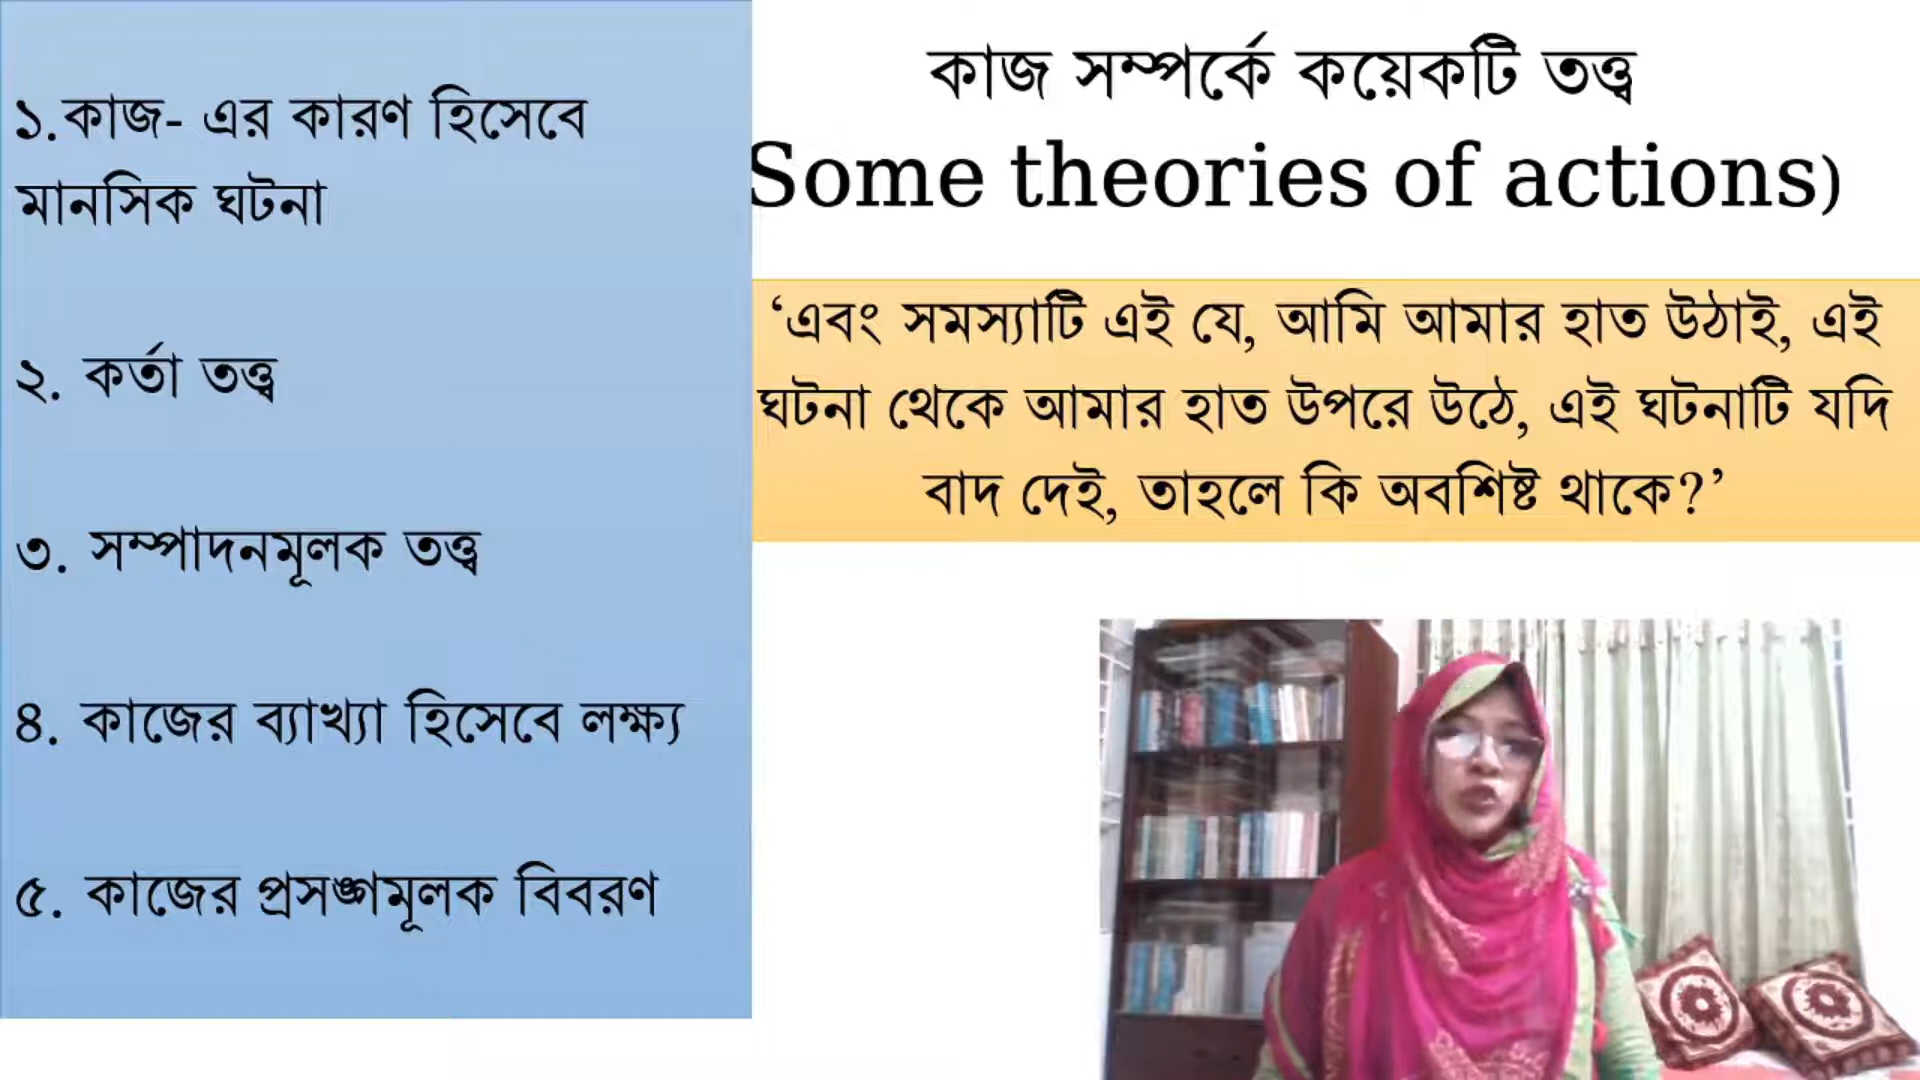 কাজ সম্পর্কে কয়েকটি তত্ত্ব
Some theories of actions)
১.কাজ- এর কারণ হিসেবে
মানসিক ঘটনা
২. কর্তা তত্ত্ব
৩. সম্পাদনমূলক তত্ত্ব
৪. কাজের ব্যাখ্যা হিসেবে লক্ষ্য
৫. কাজের প্রসঙ্গমূলক বিবরণ
‘এবং সমস্যাটি এই যে, আমি আমার হাত উঠাই, এই
ঘটনা থেকে আমার হাত উপরে উঠে, এই ঘটনাটি যদি
বাদ দেই, তাহলে কি অবশিষ্ট থাকে?’